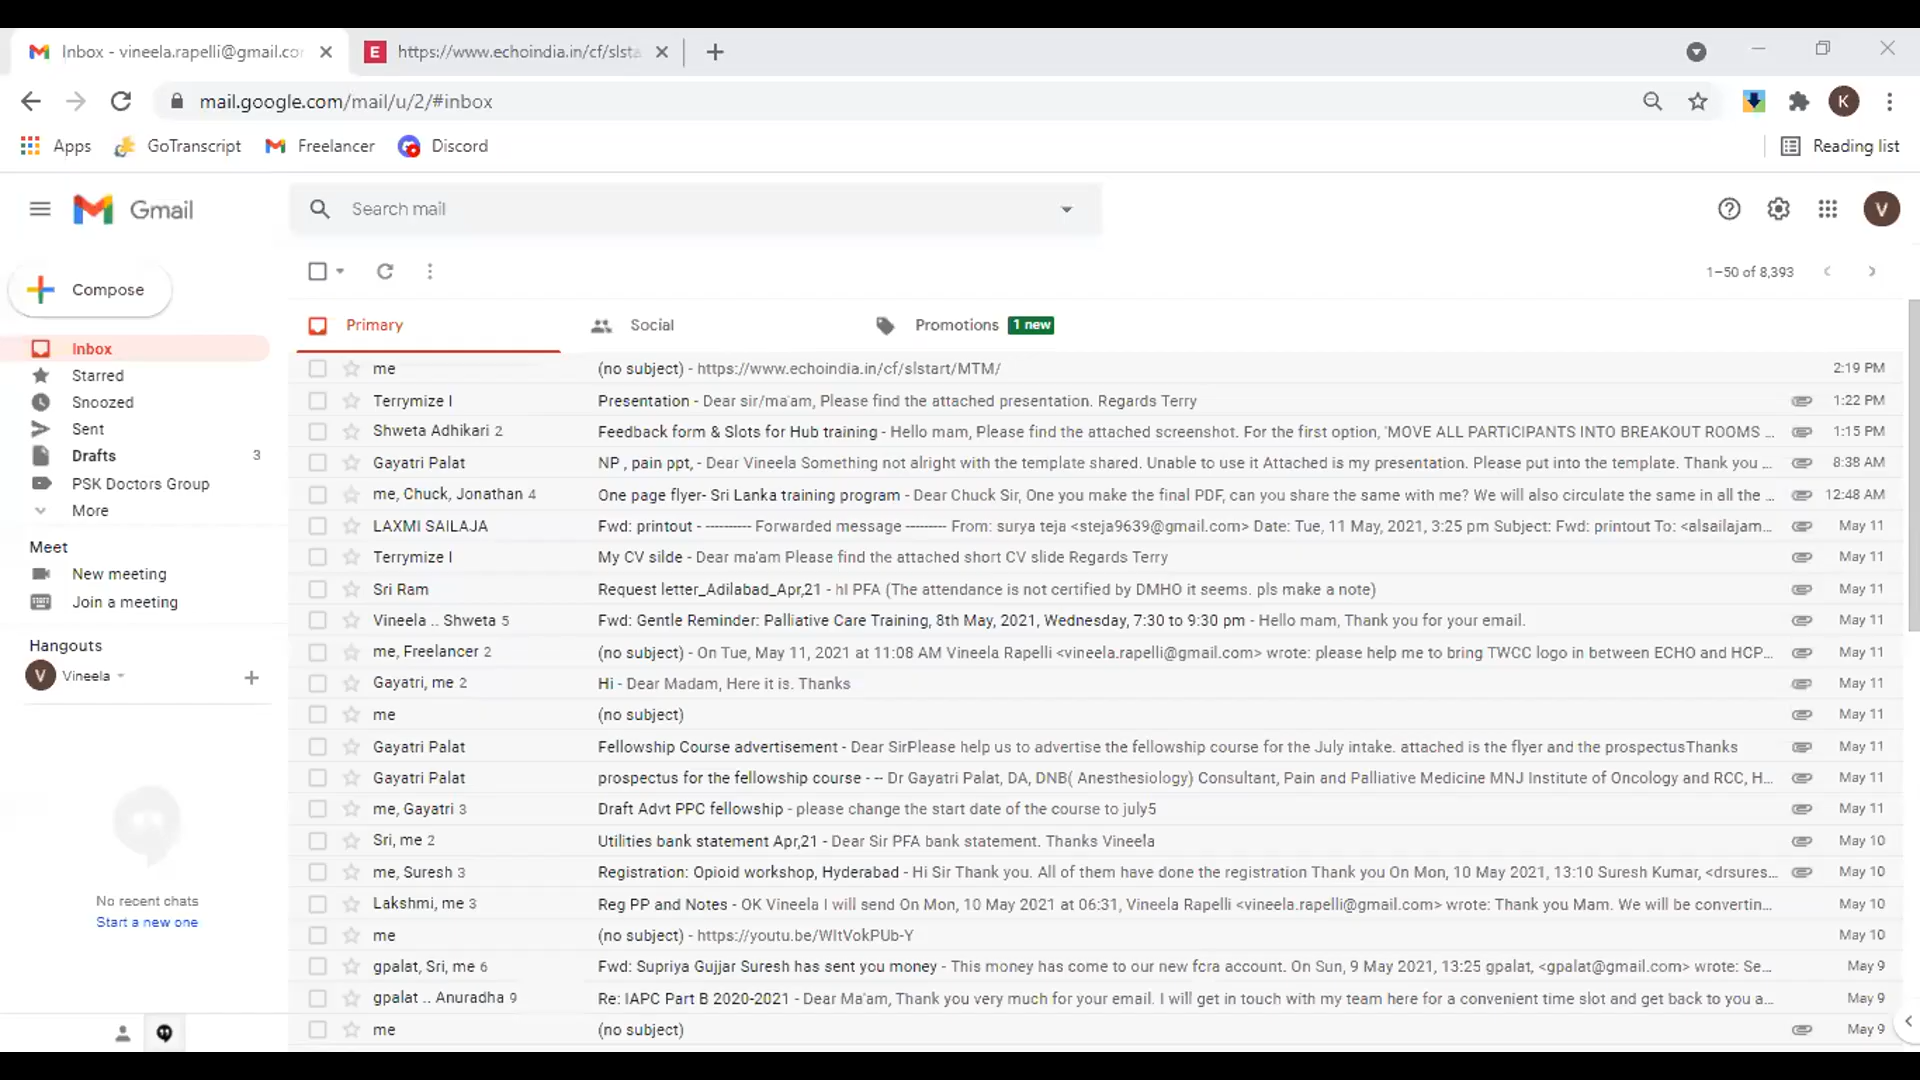 Inbox - vineela.rapelli@gmail.co
E https://www.echoindia.in/cf/slsta
mail.google.com/mail/u/2/#inbox
K
Apps GoTranscript Freelancer Discord Reading list
Gmail
Search mail
V
Compose
1–50 of 8,393
Primary Social Promotions 1 new
Inbox
Starred
Snoozed
Sent
Drafts 3
PSK Doctors Group
More
Meet
New meeting
Join a meeting
Hangouts
V Vineela
No recent chats
Start a new one
me (no subject) - https://www.echoindia.in/cf/slstart/MTM/ 2:19 PM
Terrymize I Presentation - Dear sir/ma'am, Please find the attached presentation. Regards Terry 1:22 PM
Shweta Adhikari 2 Feedback form & Slots for Hub training - Hello mam, Please find the attached screenshot. For the first option, 'MOVE ALL PARTICIPANTS INTO BREAKOUT ROOMS ... 1:15 PM
Gayatri Palat NP , pain ppt, - Dear Vineela Something not alright with the template shared. Unable to use it Attached is my presentation. Please put into the template. Thank you ... 8:38 AM
me, Chuck, Jonathan 4 One page flyer- Sri Lanka training program - Dear Chuck Sir, One you make the final PDF, can you share the same with me? We will also circulate the same in all the ... 12:48 AM
LAXMI SAILAJA Fwd: printout - ---------- Forwarded message --------- From: surya teja <steja9639@gmail.com> Date: Tue, 11 May, 2021, 3:25 pm Subject: Fwd: printout To: <alsailajam... May 11
Terrymize I My CV silde - Dear ma'am Please find the attached short CV slide Regards Terry May 11
Sri Ram Request letter_Adilabad_Apr,21 - hI PFA (The attendance is not certified by DMHO it seems. pls make a note) May 11
Vineela .. Shweta 5 Fwd: Gentle Reminder: Palliative Care Training, 8th May, 2021, Wednesday, 7:30 to 9:30 pm - Hello mam, Thank you for your email. May 11
me, Freelancer 2 (no subject) - On Tue, May 11, 2021 at 11:08 AM Vineela Rapelli <vineela.rapelli@gmail.com> wrote: please help me to bring TWCC logo in between ECHO and HCP... May 11
Gayatri, me 2 Hi - Dear Madam, Here it is. Thanks May 11
me (no subject) May 11
Gayatri Palat Fellowship Course advertisement - Dear SirPlease help us to advertise the fellowship course for the July intake. attached is the flyer and the prospectusThanks May 11
Gayatri Palat prospectus for the fellowship course - -- Dr Gayatri Palat, DA, DNB( Anesthesiology) Consultant, Pain and Palliative Medicine MNJ Institute of Oncology and RCC, H... May 11
me, Gayatri 3 Draft Advt PPC fellowship - please change the start date of the course to july5 May 11
Sri, me 2 Utilities bank statement Apr,21 - Dear Sir PFA bank statement. Thanks Vineela May 10
me, Suresh 3 Registration: Opioid workshop, Hyderabad - Hi Sir Thank you. All of them have done the registration Thank you On Mon, 10 May 2021, 13:10 Suresh Kumar, <drsures... May 10
Lakshmi, me 3 Reg PP and Notes - OK Vineela I will send On Mon, 10 May 2021 at 06:31, Vineela Rapelli <vineela.rapelli@gmail.com> wrote: Thank you Mam. We will be convertin... May 10
me (no subject) - https://youtu.be/WItVokPUb-Y May 10
gpalat, Sri, me 6 Fwd: Supriya Gujjar Suresh has sent you money - This money has come to our new fcra account. On Sun, 9 May 2021, 13:25 gpalat, <gpalat@gmail.com> wrote: Se... May 9
gpalat .. Anuradha 9 Re: IAPC Part B 2020-2021 - Dear Ma'am, Thank you very much for your email. I will get in touch with my team here for a convenient time slot and get back to you a... May 9
me (no subject) May 9